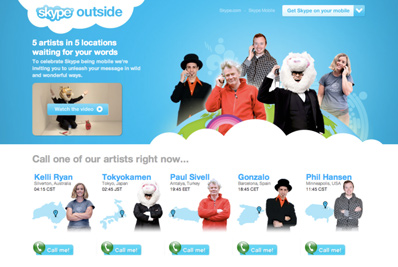 skype outside
Skypecom
Skype Home
Get Skype on your mobile
5 artists in 5 locations
waiting for your words
To celebrate Skype being mobile we're
inviting you to unleash your message in wild
and wonderful ways.
Watch the video
Call one of our artists right now...
Kelli Ryan
Silverton, Australia
04:15 CST
Tokyokamen
Tokyo, Japan
02:45 JST
Paul Sivell
Antalya, Turkey
18:45 EET
Gonzalo
Barcelona, Spain
18:45 CET
Phil Hansen
Minneapolis, USA
11:45 CST
Call me!
Call me!
Call me!
Call me!
Call me!